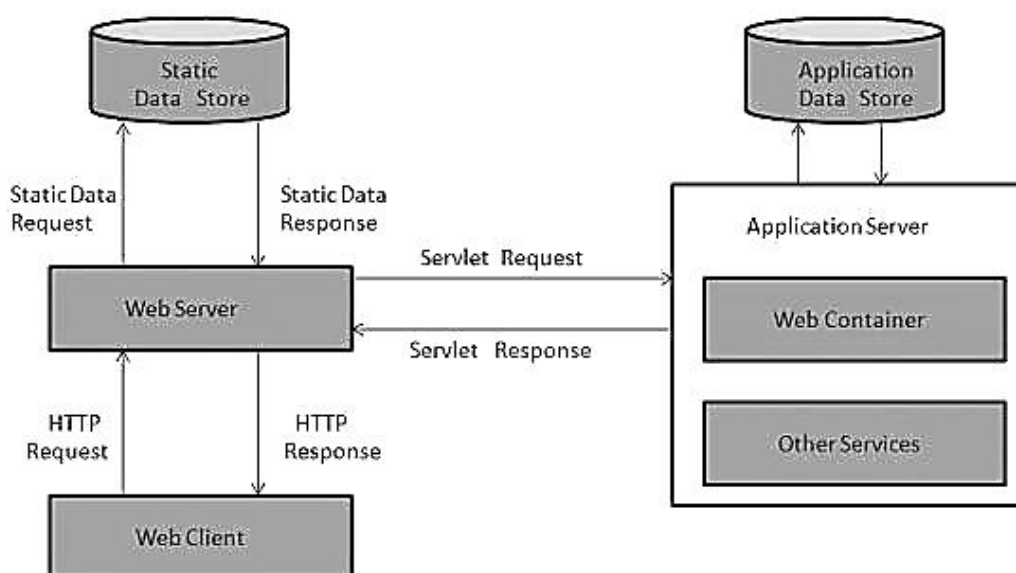 Static
Data Store
Application
Data Store
Static Data
Request
Static Data
Response
Application Server
Servlet Request
Web Server
Web Container
Servlet Response
HTTP
Request
HTTP
Response
Other Services
Web Client